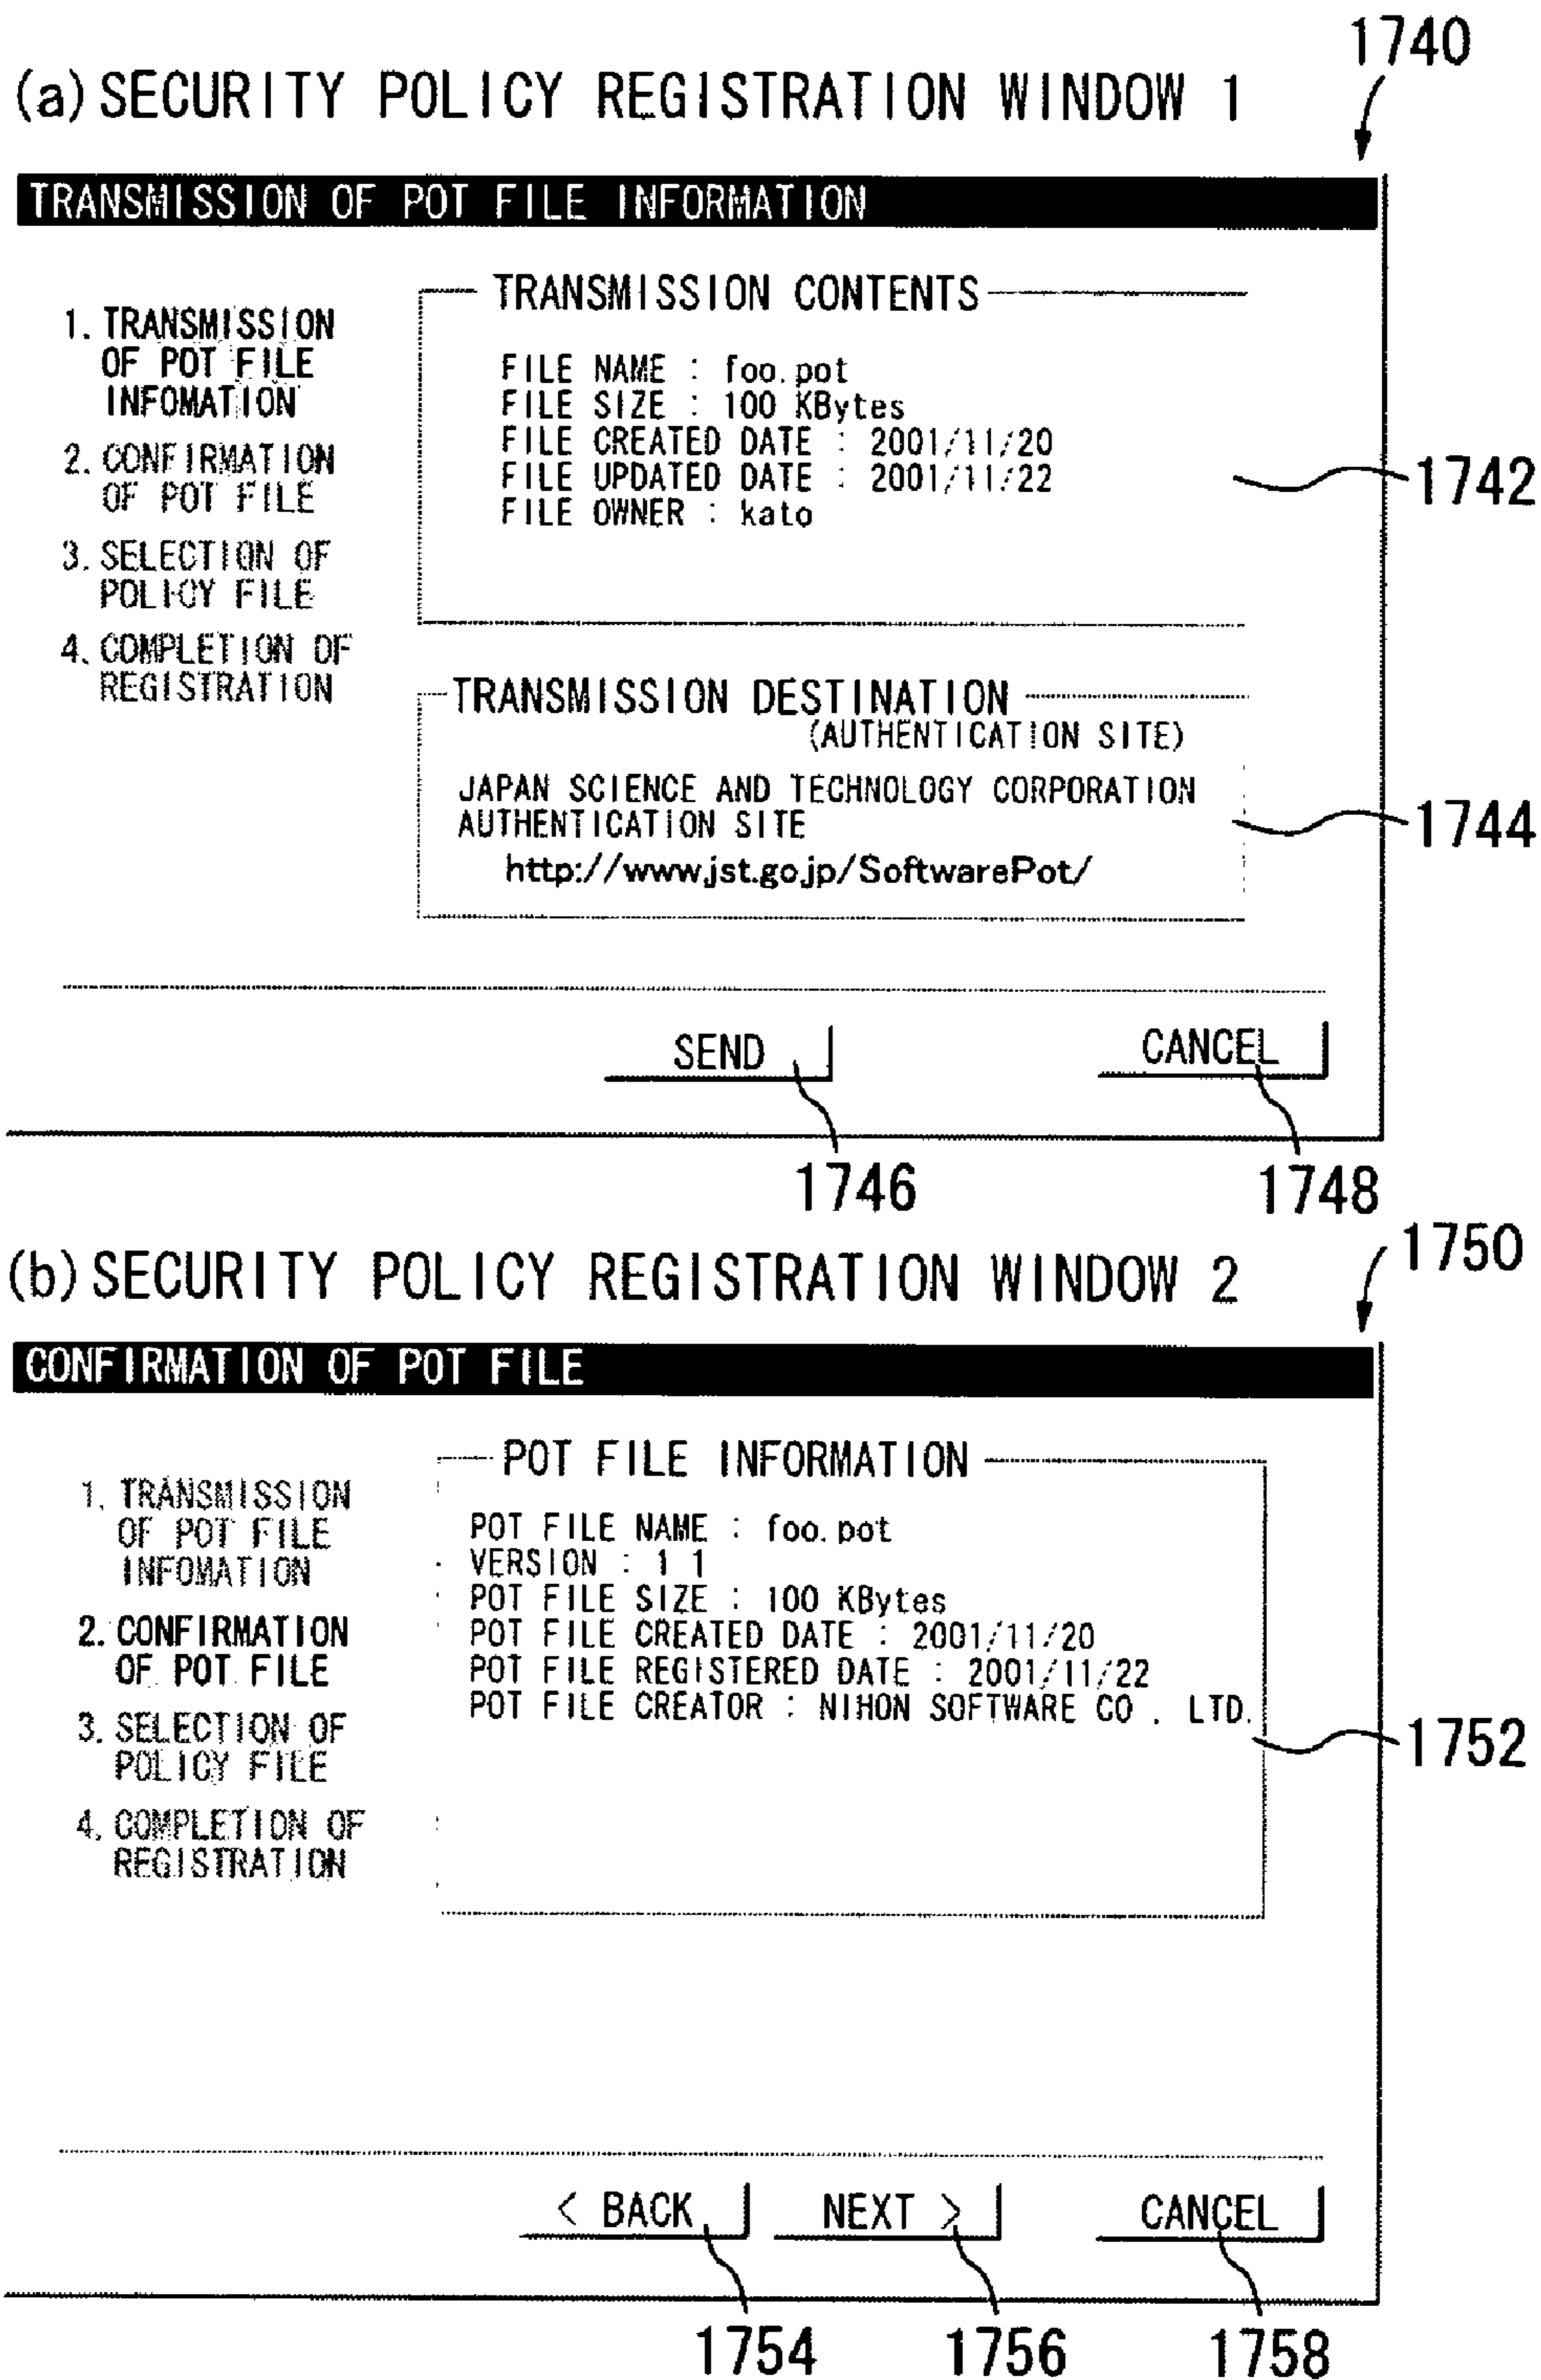 1740
(a) SECURITY POLICY REGISTRATION WINDOW 1
TRANSMISSION OF POT FILE INFORMATION
1. TRANSMISSION
OF POT FILE
INFOMATION
2. CONFIRMATION
OF POT FILE
3. SELECTION OF
POLICY FILE
4. COMPLETION OF
REGISTRATION
TRANSMISSION CONTENTS
FILE NAME : foo.pot
FILE SIZE : 100 KBytes
FILE CREATED DATE : 2001/11/20
FILE UPDATED DATE : 2001/11/22
FILE OWNER : kato
1742
TRANSMISSION DESTINATION
(AUTHENTICATION SITE)
JAPAN SCIENCE AND TECHNOLOGY CORPORATION
AUTHENTICATION SITE
http://www.jst.go.jp/SoftwarePot/
1744
SEND
CANCEL
1746
1748
1750
(b) SECURITY POLICY REGISTRATION WINDOW 2
CONFIRMATION OF POT FILE
1. TRANSMISSION
OF POT FILE
INFOMATION
2. CONFIRMATION
OF POT FILE
3. SELECTION OF
POLICY FILE
4. COMPLETION OF
REGISTRATION
POT FILE INFORMATION
POT FILE NAME : foo.pot
VERSION : 1 1
POT FILE SIZE : 100 KBytes
POT FILE CREATED DATE : 2001/11/20
POT FILE REGISTERED DATE : 2001/11/22
POT FILE CREATOR : NIHON SOFTWARE CO . LTD.
1752
< BACK
NEXT >
CANCEL
1754
1756
1758